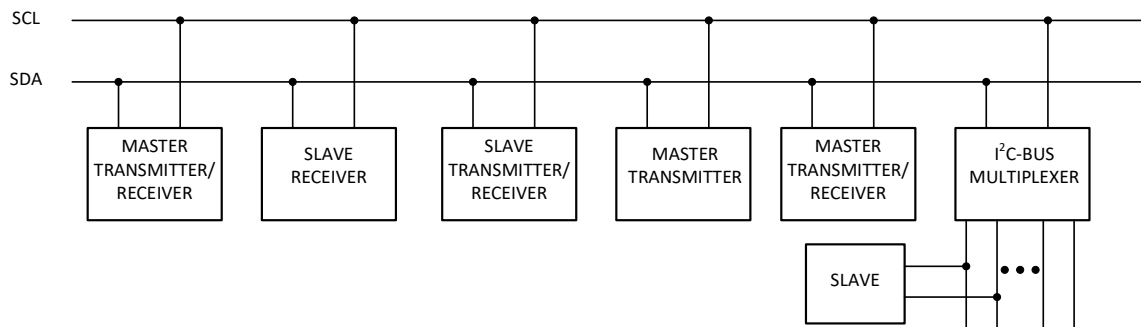 SCL
SDA
MASTER
TRANSMITTER/
RECEIVER
SLAVE
RECEIVER
SLAVE
TRANSMITTER/
RECEIVER
MASTER
TRANSMITTER
MASTER
TRANSMITTER/
RECEIVER
I²C-BUS
MULTIPLEXER
SLAVE